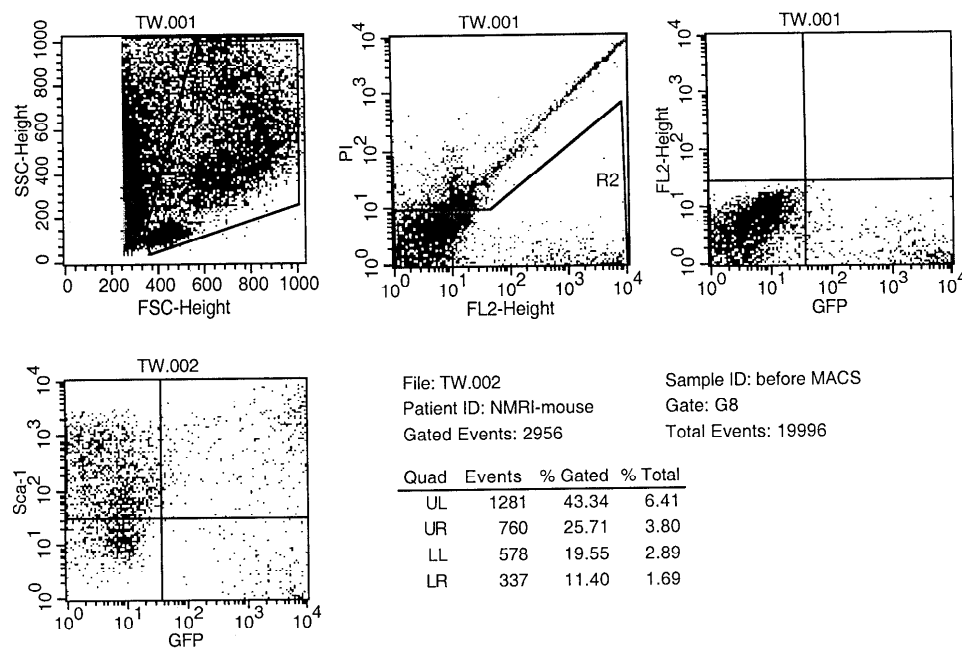 TW.001
SSC-Height
0 200 400 600 800 1000
0 200 400 600 800 1000
FSC-Height
TW.001
PI
10^0 10^1 10^2 10^3 10^4
R2
10^0 10^1 10^2 10^3 10^4
FL2-Height
TW.001
FL2-Height
10^0 10^1 10^2 10^3 10^4
10^0 10^1 10^2 10^3 10^4
GFP
TW.002
Sca-1
10^0 10^1 10^2 10^3 10^4
10^0 10^1 10^2 10^3 10^4
GFP
File: TW.002
Sample ID: before MACS
Patient ID: NMRI-mouse
Gate: G8
Gated Events: 2956
Total Events: 19996
Quad Events % Gated % Total
UL 1281 43.34 6.41
UR 760 25.71 3.80
LL 578 19.55 2.89
LR 337 11.40 1.69